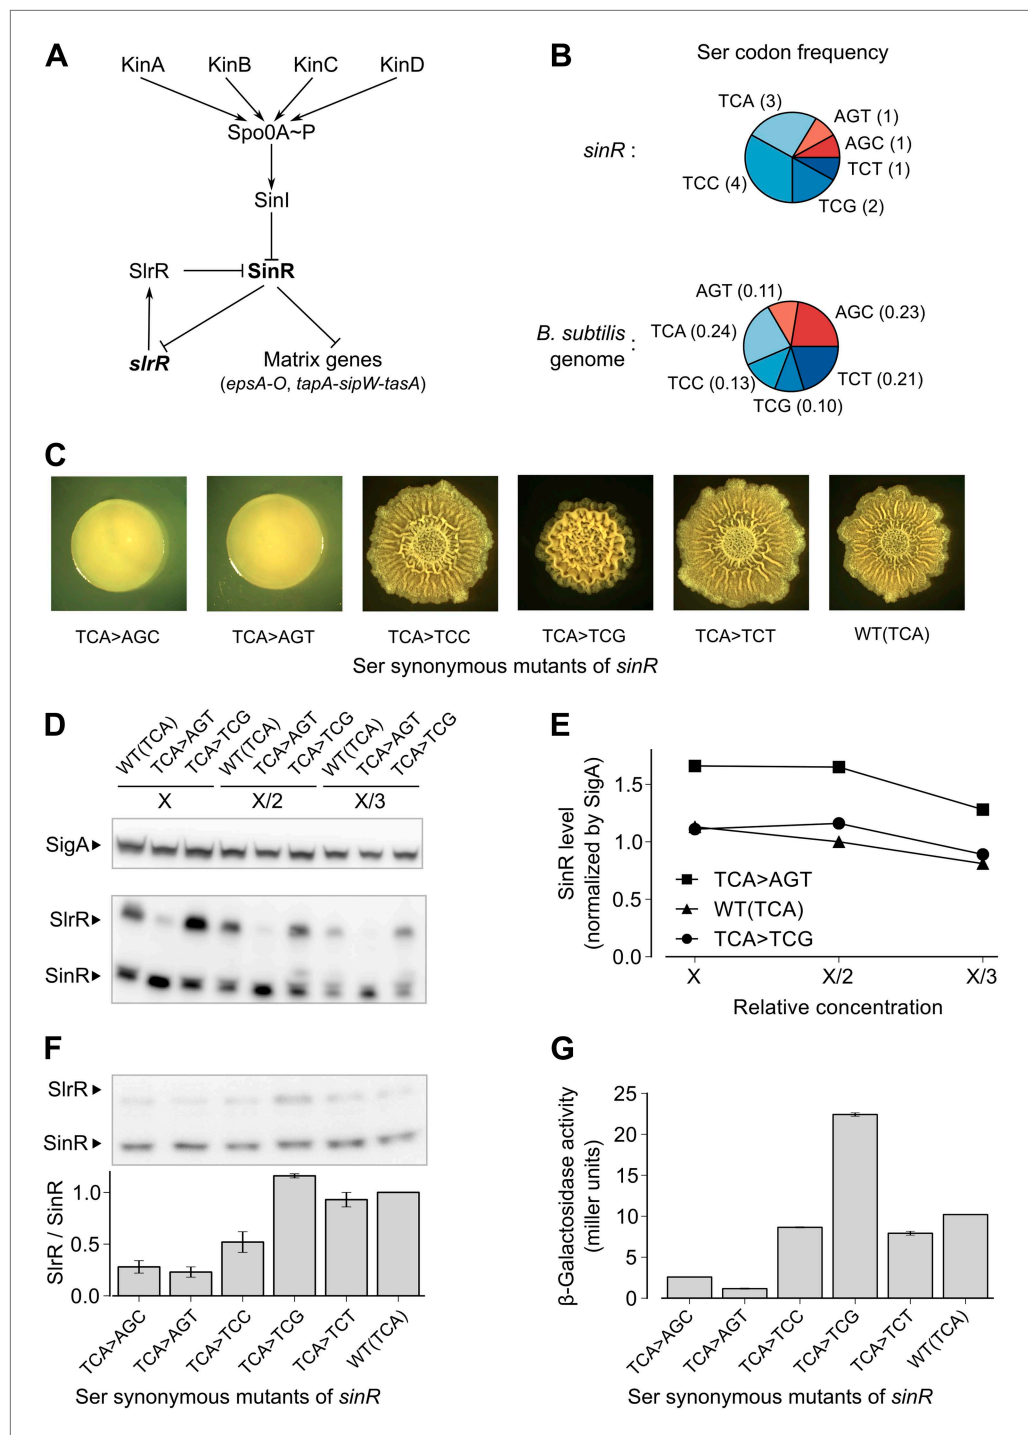 A
KinA KinB KinC KinD
Spo0A~P
SinI
SlrR SinR
slrR Matrix genes
(epsA-O, tapA-sipW-tasA)
B Ser codon frequency
sinR :
TCA (3)
AGT (1)
AGC (1)
TCT (1)
TCG (2)
TCC (4)
B. subtilis genome :
AGT (0.11)
AGC (0.23)
TCA (0.24)
TCC (0.13)
TCG (0.10)
TCT (0.21)
C
TCA>AGC TCA>AGT TCA>TCC TCA>TCG TCA>TCT WT(TCA)
Ser synonymous mutants of sinR
D
WT(TCA) TCA>AGT TCA>TCG WT(TCA) TCA>AGT TCA>TCG WT(TCA) TCA>AGT TCA>TCG
X X/2 X/3
SigA
SlrR
SinR
E
SinR level
(normalized by SigA)
1.5
1.0
0.5
0.0
TCA>AGT
WT(TCA)
TCA>TCG
X X/2 X/3
Relative concentration
F
SlrR
SinR
SlrR / SinR
1.0
0.5
0.0
TCA>AGC TCA>AGT TCA>TCC TCA>TCG TCA>TCT WT(TCA)
Ser synonymous mutants of sinR
G
β-Galactosidase activity
(miller units)
25
20
15
10
5
0
TCA>AGC TCA>AGT TCA>TCC TCA>TCG TCA>TCT WT(TCA)
Ser synonymous mutants of sinR